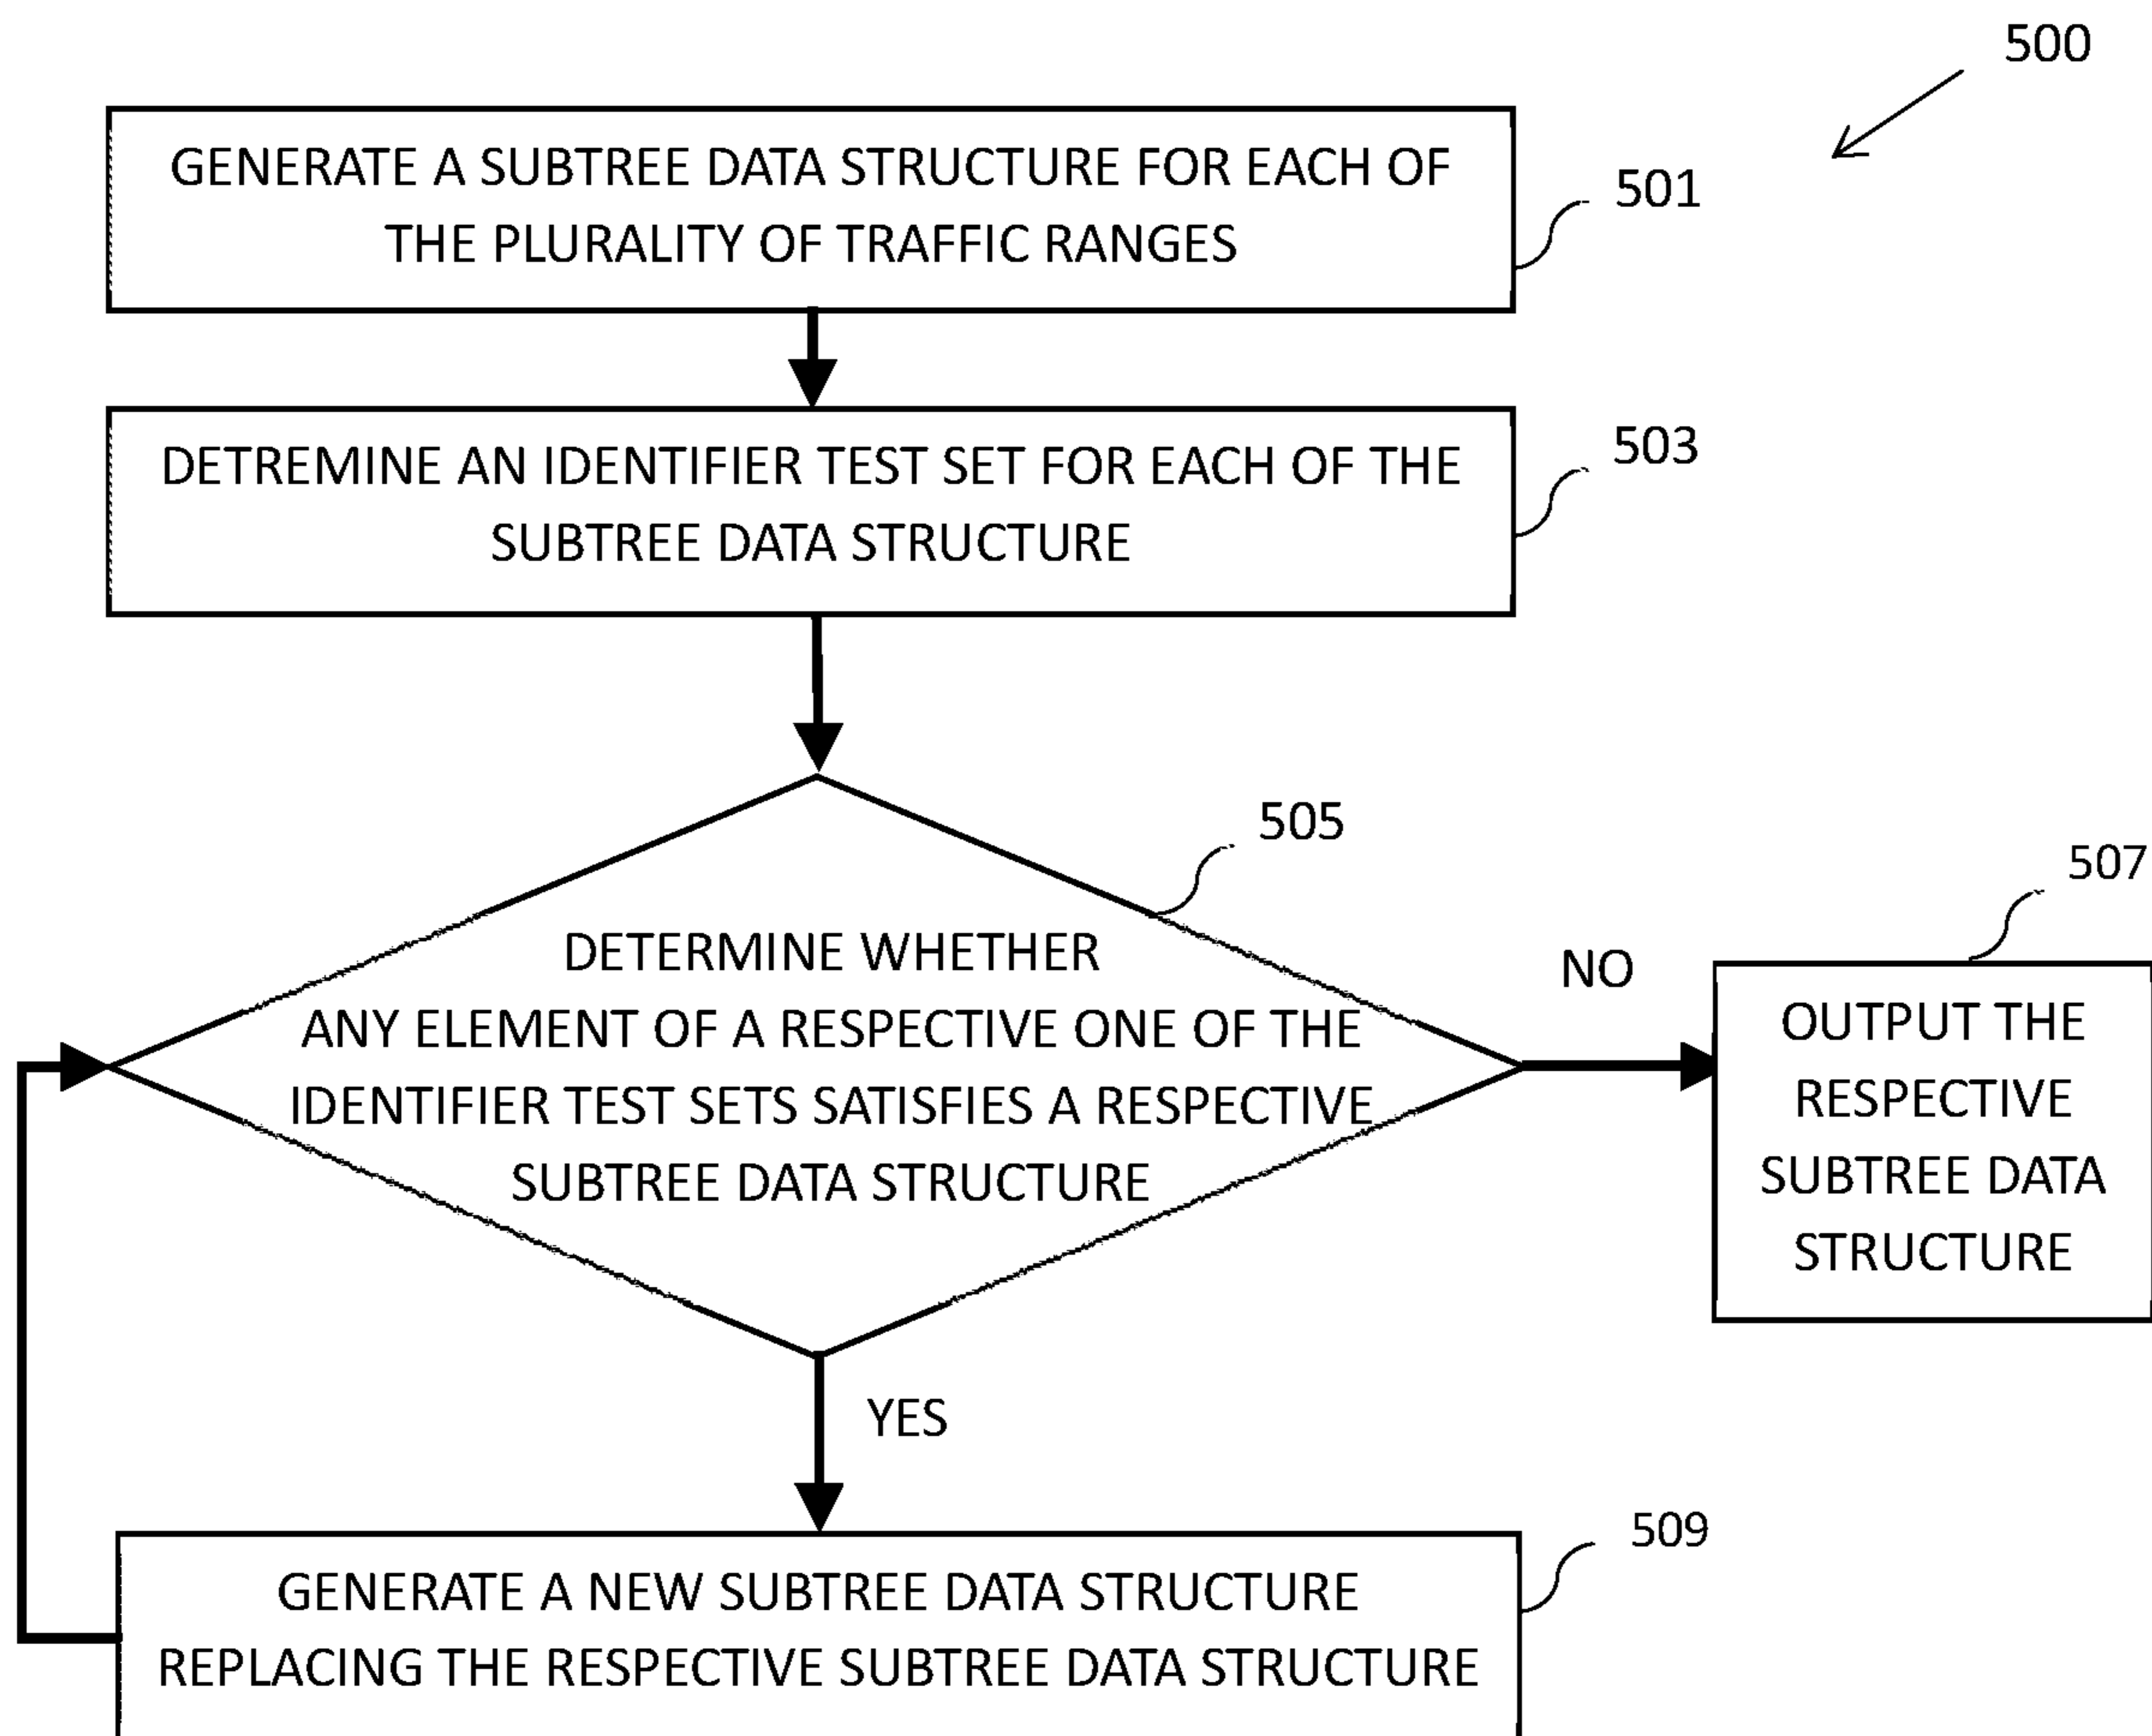 500
GENERATE A SUBTREE DATA STRUCTURE FOR EACH OF
THE PLURALITY OF TRAFFIC RANGES
501
DETREMINE AN IDENTIFIER TEST SET FOR EACH OF THE
SUBTREE DATA STRUCTURE
503
505
DETERMINE WHETHER
ANY ELEMENT OF A RESPECTIVE ONE OF THE
IDENTIFIER TEST SETS SATISFIES A RESPECTIVE
SUBTREE DATA STRUCTURE
NO
507
OUTPUT THE
RESPECTIVE
SUBTREE DATA
STRUCTURE
YES
509
GENERATE A NEW SUBTREE DATA STRUCTURE
REPLACING THE RESPECTIVE SUBTREE DATA STRUCTURE